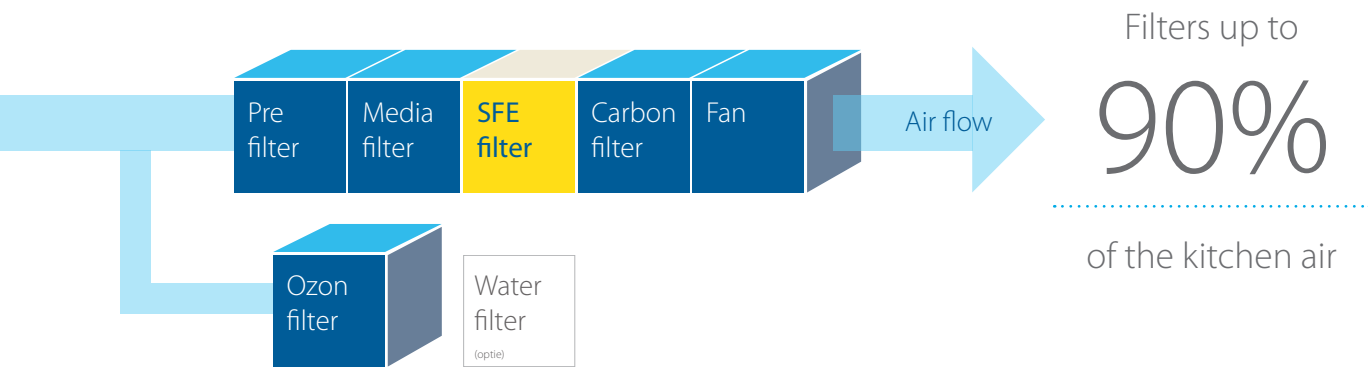 Pre
filter
Media
filter
SFE
filter
Carbon
filter
Fan
Air flow
Filters up to
90%
of the kitchen air
Ozon
filter
Water
filter
(optie)